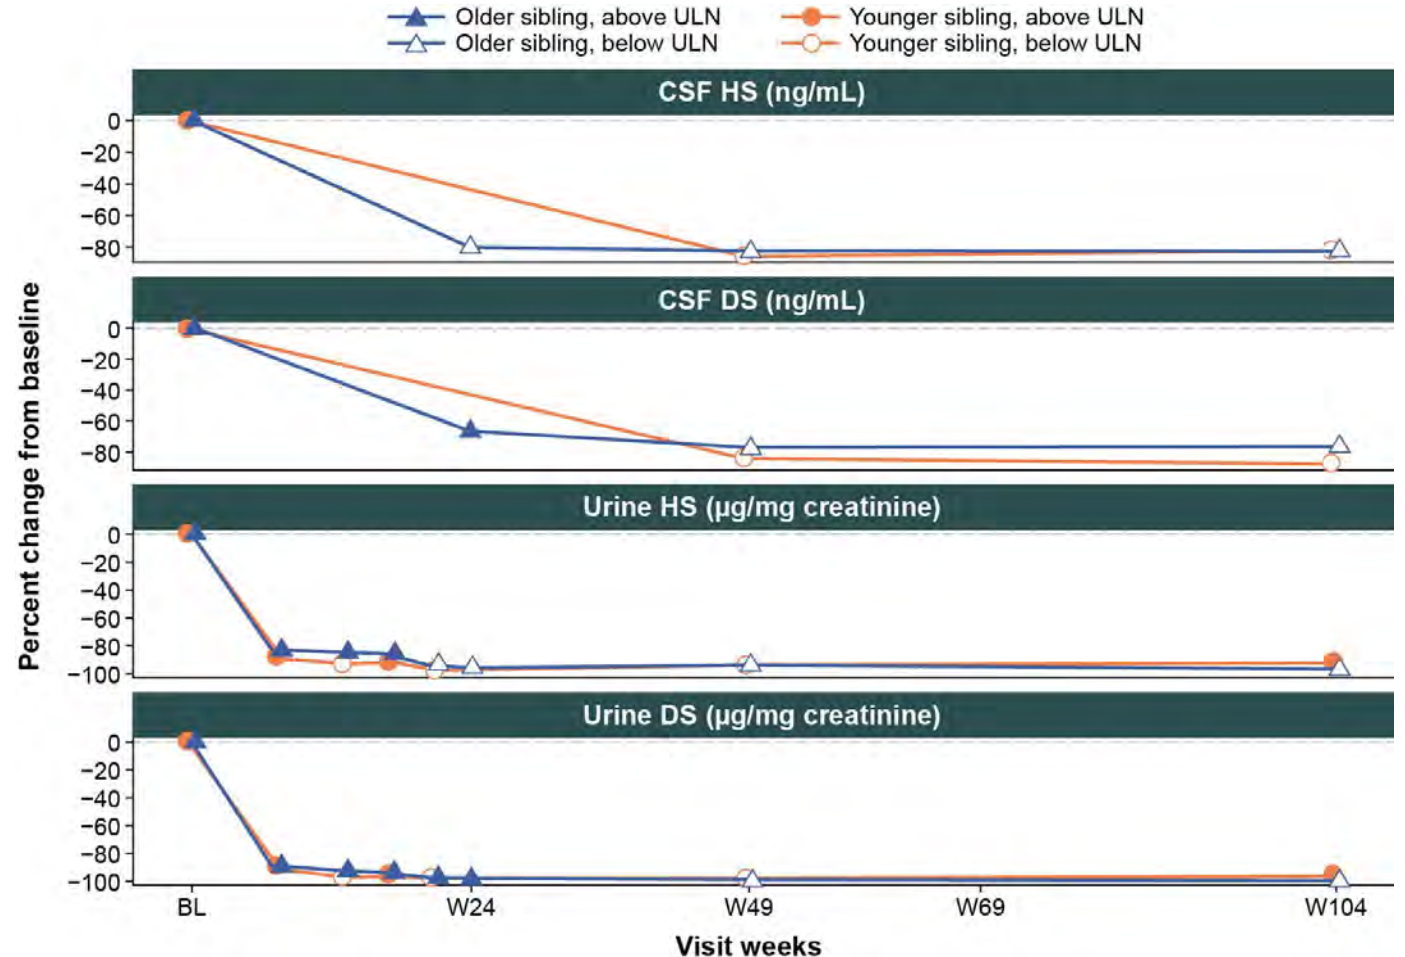 Older sibling, above ULN
Younger sibling, above ULN
Older sibling, below ULN
Younger sibling, below ULN
Percent change from baseline
CSF HS (ng/mL)
0
−20
−40
−60
−80
CSF DS (ng/mL)
0
−20
−40
−60
−80
Urine HS (µg/mg creatinine)
0
−20
−40
−60
−80
−100
Urine DS (µg/mg creatinine)
0
−20
−40
−60
−80
−100
BL W24 W49 W69 W104
Visit weeks